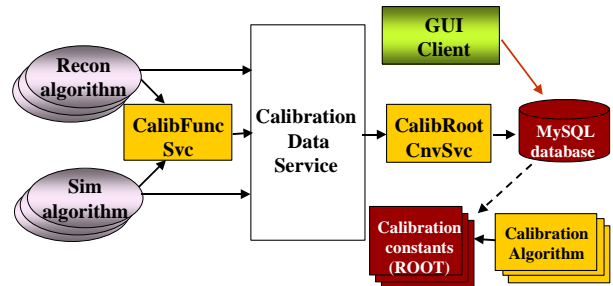 Recon
algorithm
Sim
algorithm
CalibFunc
Svc
Calibration
Data
Service
GUI
Client
CalibRoot
CnvSvc
MySQL
database
Calibration
constants
(ROOT)
Calibration
Algorithm